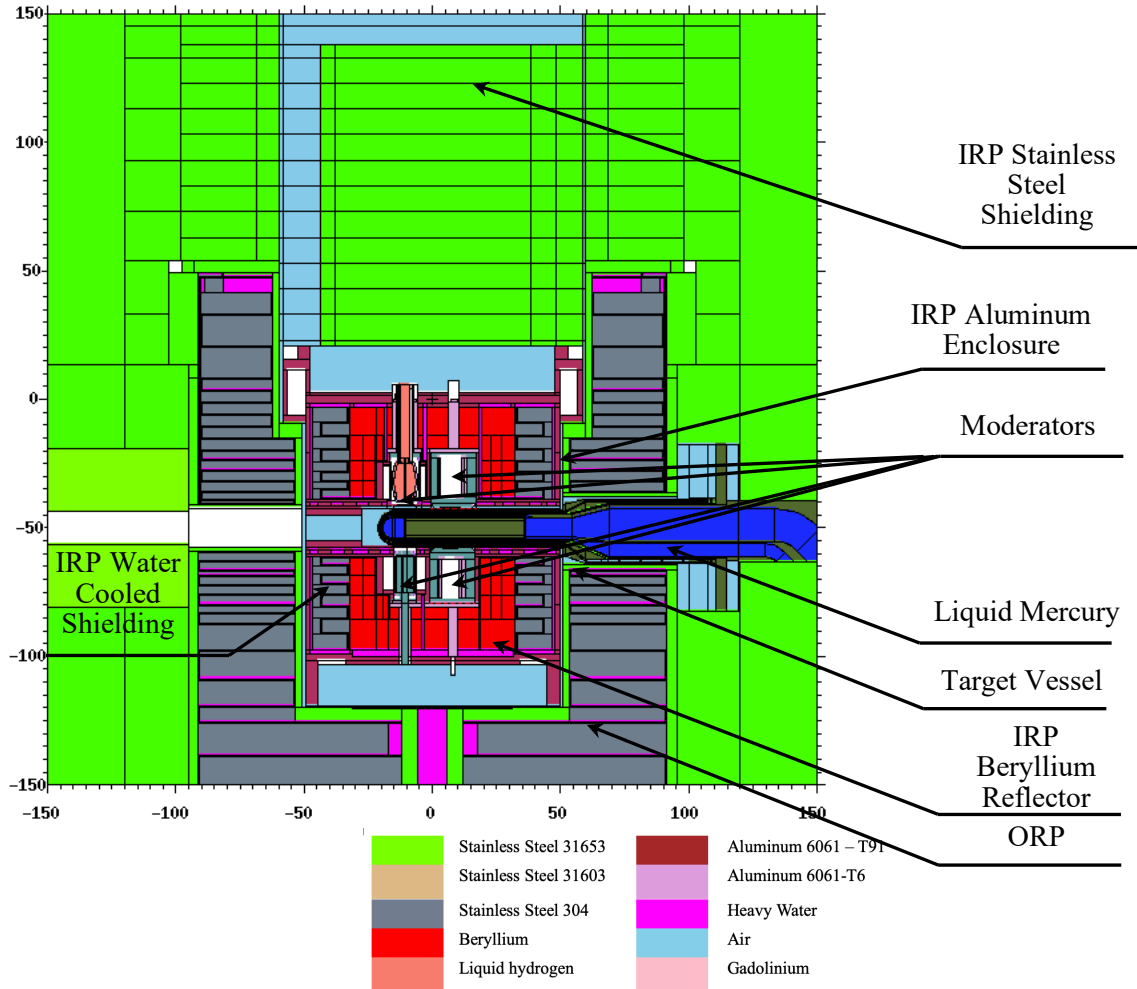 150
100
50
0
−50
−100
−150
−150
−100
−50
0
50
100
150
IRP Stainless
Steel
Shielding
IRP Aluminum
Enclosure
Moderators
IRP Water
Cooled
Shielding
Liquid Mercury
Target Vessel
IRP
Beryllium
Reflector
ORP
Stainless Steel 31653
Stainless Steel 31603
Stainless Steel 304
Beryllium
Liquid hydrogen
Aluminum 6061 – T91
Aluminum 6061-T6
Heavy Water
Air
Gadolinium